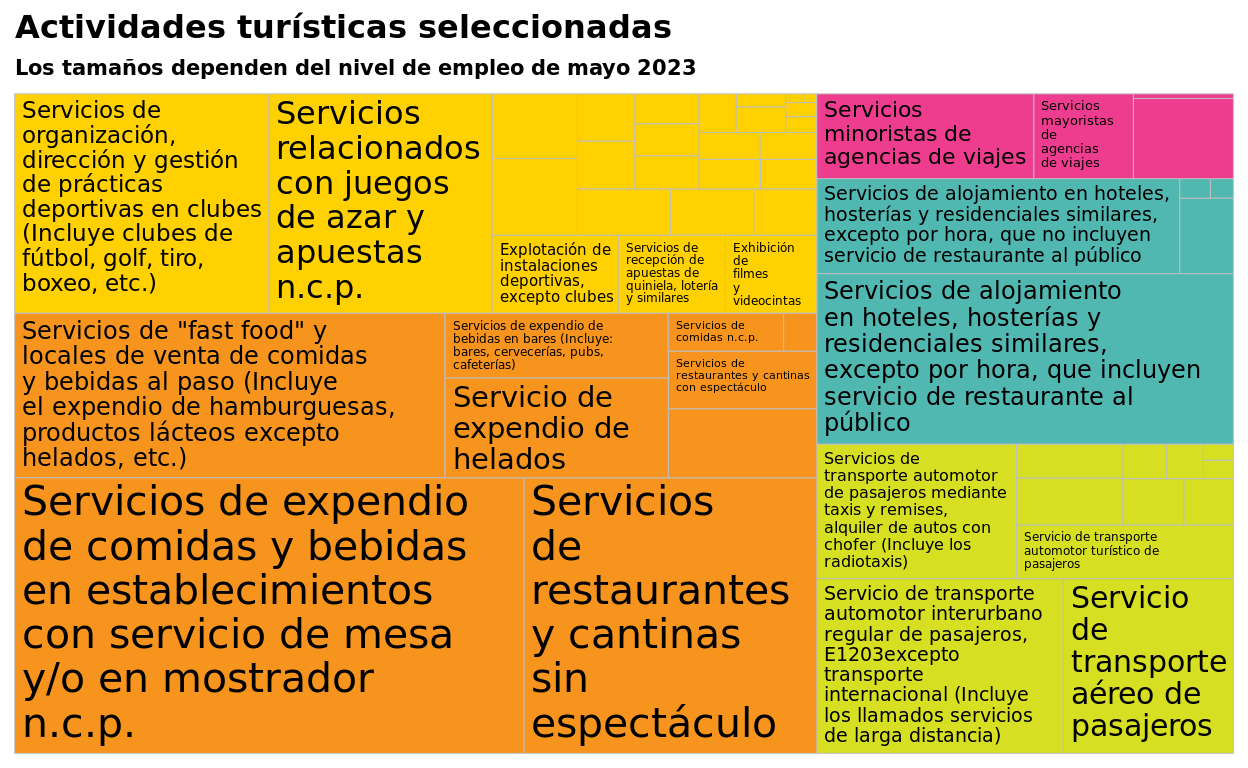 Actividades turísticas seleccionadas
Los tamaños dependen del nivel de empleo de mayo 2023
Servicios de
organización,
dirección y gestión
de prácticas
deportivas en clubes
(Incluye clubes de
fútbol, golf, tiro,
boxeo, etc.)
Servicios
relacionados
con juegos
de azar y
apuestas
n.c.p.
Explotación de
instalaciones
deportivas,
excepto clubes
Servicios de
recepción de
apuestas de
quiniela, lotería
y similares
Exhibición
de
filmes
y
videocintas
Servicios
minoristas de
agencias de viajes
Servicios
mayoristas
de
agencias
de viajes
Servicios de alojamiento en hoteles,
hosterías y residenciales similares,
excepto por hora, que no incluyen
servicio de restaurante al público
Servicios de alojamiento
en hoteles, hosterías y
residenciales similares,
excepto por hora, que incluyen
servicio de restaurante al
público
Servicios de "fast food" y
locales de venta de comidas
y bebidas al paso (Incluye
el expendio de hamburguesas,
productos lácteos excepto
helados, etc.)
Servicios de expendio de
bebidas en bares (Incluye:
bares, cervecerías, pubs,
cafeterías)
Servicio de
expendio de
helados
Servicios de
comidas n.c.p.
Servicios de
restaurantes y cantinas
con espectáculo
Servicios de expendio
de comidas y bebidas
en establecimientos
con servicio de mesa
y/o en mostrador
n.c.p.
Servicios
de
restaurantes
y cantinas
sin
espectáculo
Servicios de
transporte automotor
de pasajeros mediante
taxis y remises,
alquiler de autos con
chofer (Incluye los
radiotaxis)
Servicio de transporte
automotor turístico de
pasajeros
Servicio de transporte
automotor interurbano
regular de pasajeros,
E1203excepto
transporte
internacional (Incluye
los llamados servicios
de larga distancia)
Servicio
de
transporte
aéreo de
pasajeros